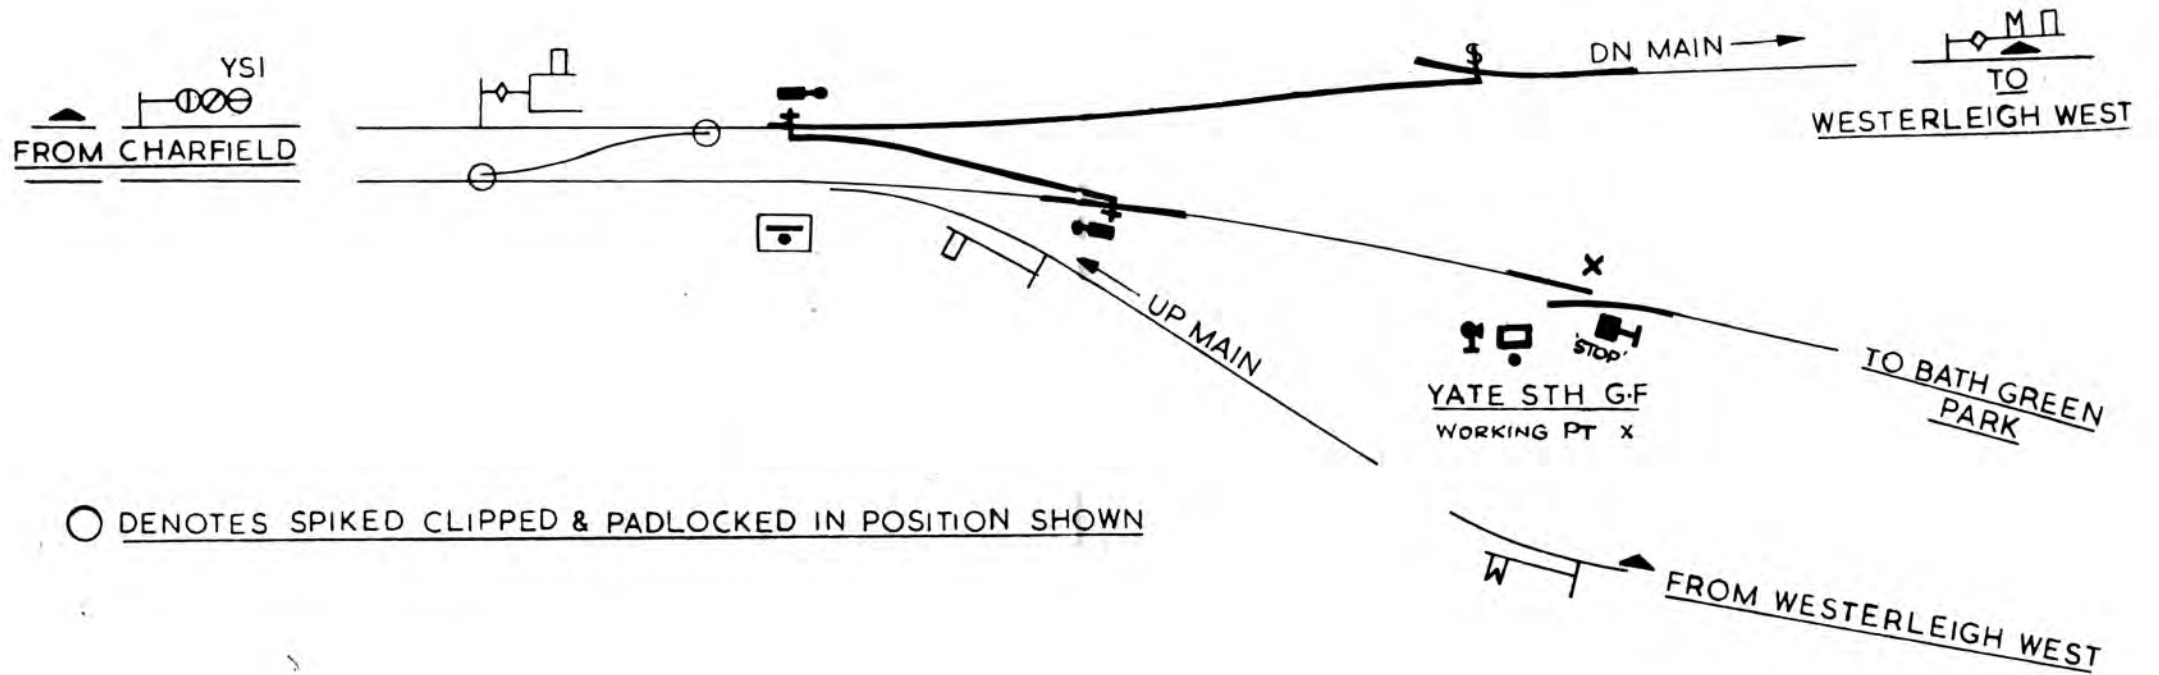 YS1
FROM CHARFIELD
DN MAIN
M
TO
WESTERLEIGH WEST
UP MAIN
X
'STOP'
YATE STH G.F
WORKING PT X
TO BATH GREEN
PARK
O DENOTES SPIKED CLIPPED & PADLOCKED IN POSITION SHOWN
W
FROM WESTERLEIGH WEST